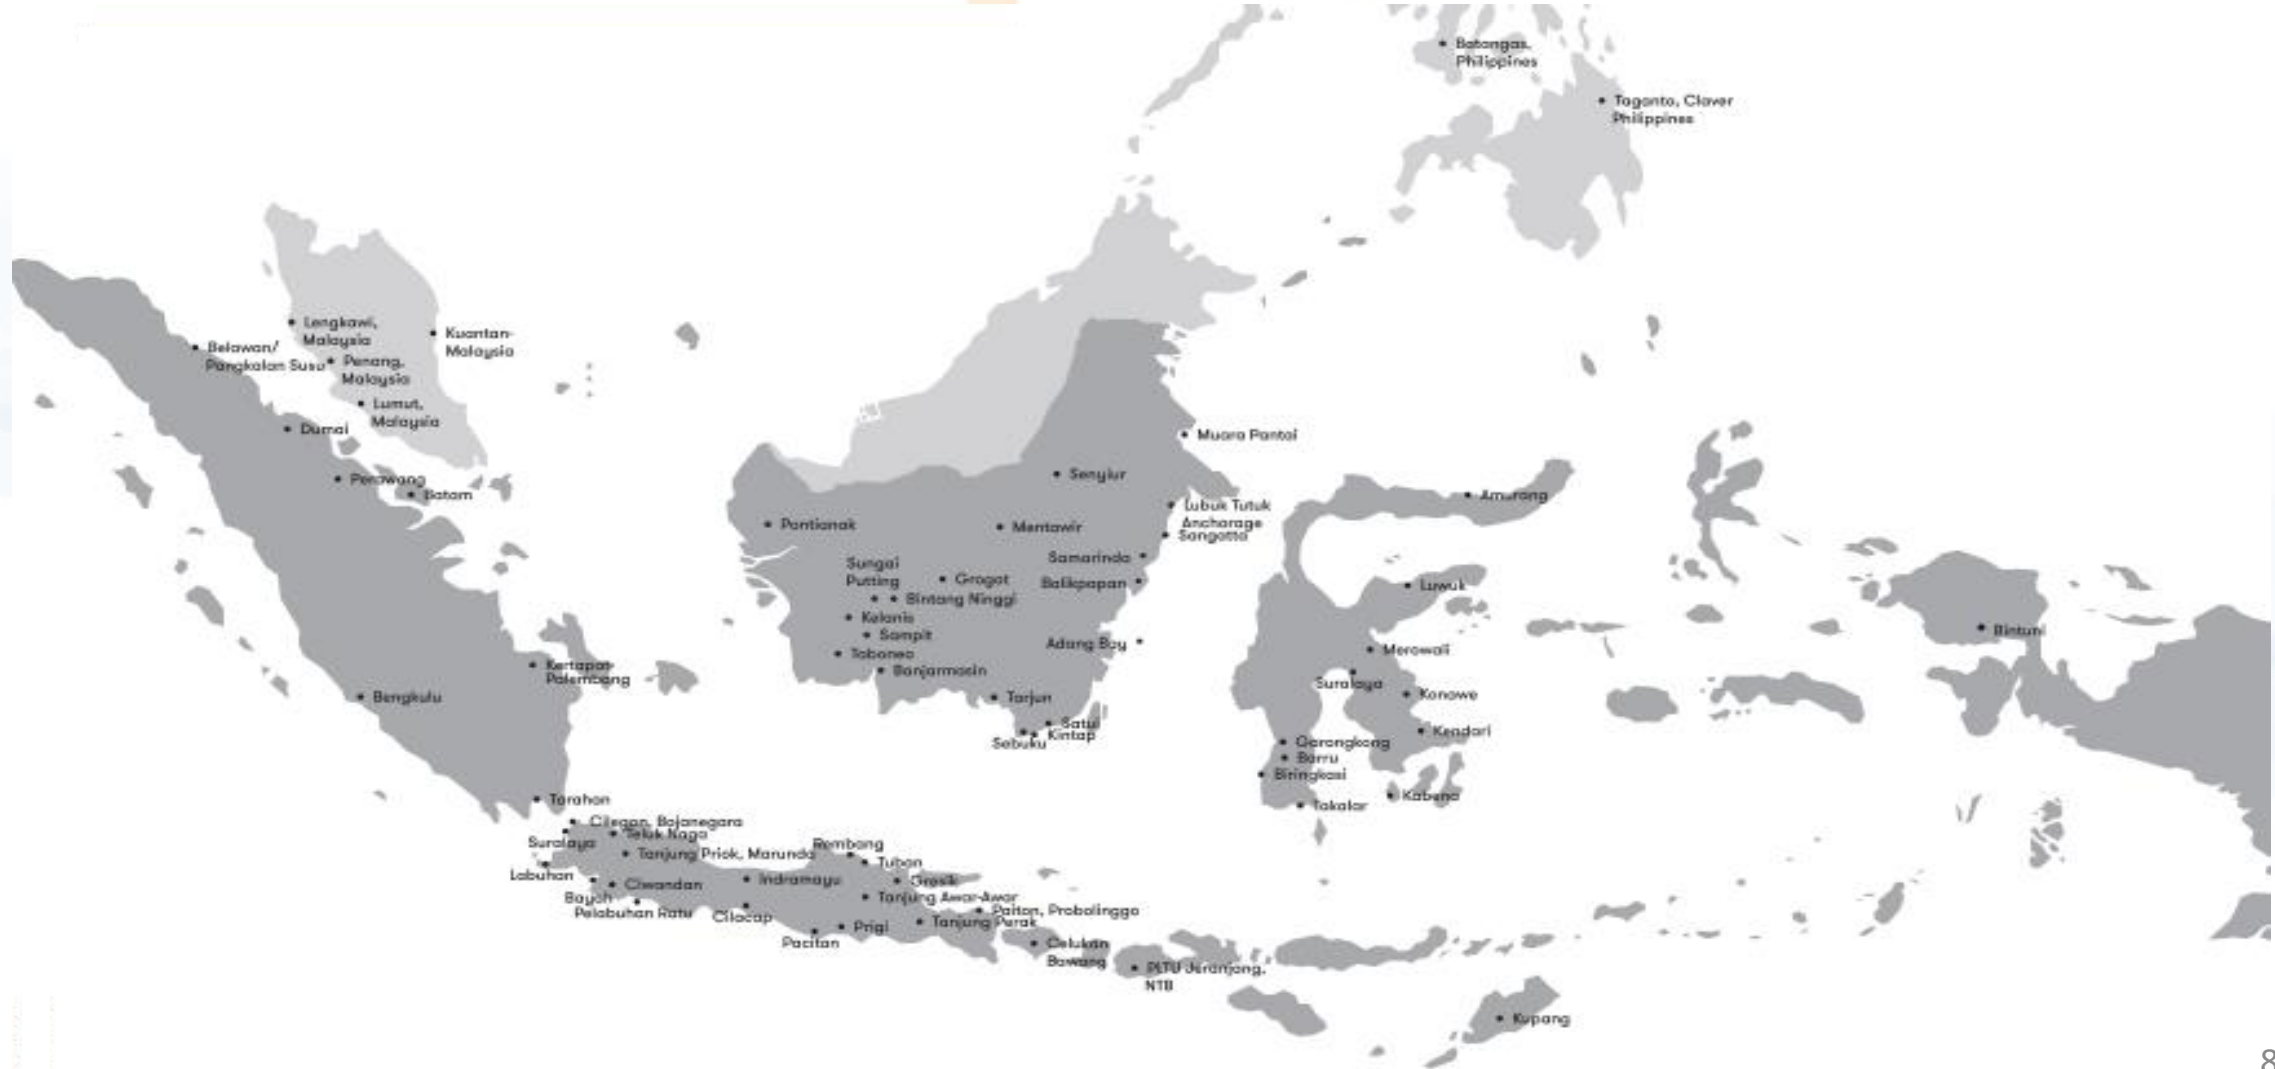 Batangas,
Philippines
Taganto, Claver
Philippines
Lengkawi,
Malaysia
Kuantan-
Malaysia
Belawan/
Pangkalan Susu
Penang,
Malaysia
Lumut,
Malaysia
Dumai
Perawang
Batam
Kertapat-
Palembang
Bengkulu
Tarahan
Muara Pantai
Senyiur
Lubuk Tutuk
Anchorage
Sangatta
Pontianak
Mentawir
Samarinda
Sungai
Putting
Grogot
Balikpapan
Bintang Ninggi
Kelanis
Sampit
Adang Bay
Taboneo
Banjarmasin
Tarjun
Satui
Kintap
Sebuku
Amurang
Luwuk
Morowali
Suralaya
Konawe
Kendari
Garongkong
Barru
Biringkasi
Takalar
Kabena
Bintuni
Cilegon, Bojanegara
Teluk Naga
Suralaya
Tanjung Priok, Marunda
Rembang
Tuban
Labuhan
Ciwandan
Indramayu
Gresik
Bayah
Tanjung Awar-Awar
Pelabuhan Ratu
Cilacap
Paiton, Probolinggo
Prigi
Tanjung Perak
Pacitan
Celukan
Bawang
PLTU Jeranjang,
NTB
Kupang
8